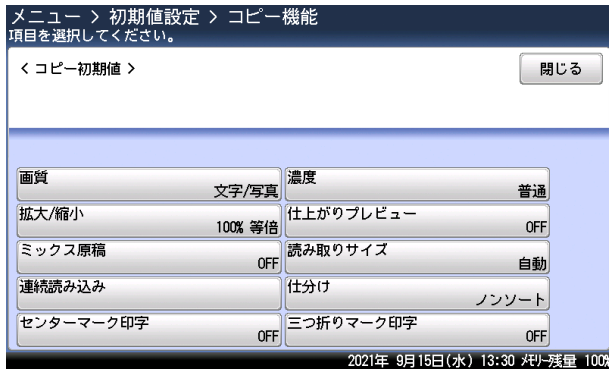 メニュー > 初期値設定 > コピー機能
項目を選択してください。
< コピー初期値 >
閉じる
画質
文字/写真
濃度
普通
拡大/縮小
100% 等倍
仕上がりプレビュー
OFF
ミックス原稿
OFF
読み取りサイズ
自動
連続読み込み
仕分け
ノンソート
センターマーク印字
OFF
三つ折りマーク印字
OFF
2021年 9月15日(水) 13:30 メモリー残量 100%